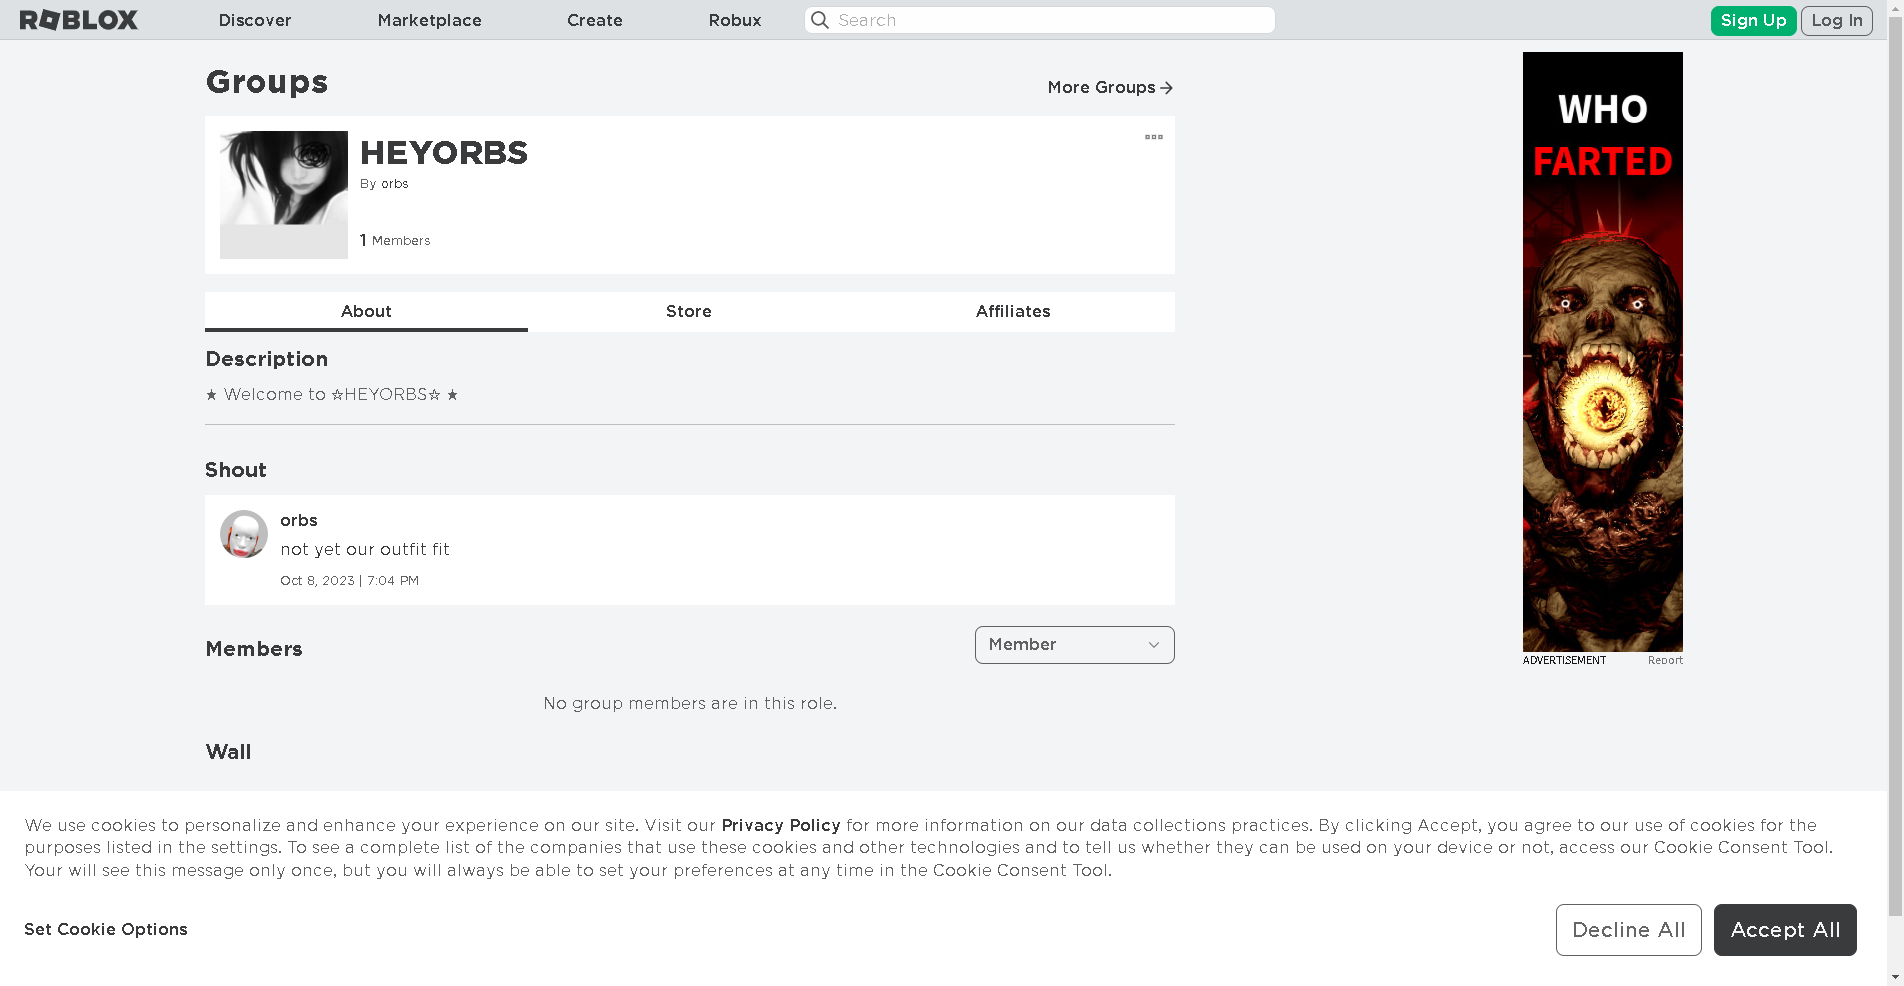 ROBLOX
Discover
Marketplace
Create
Robux
Search
Sign Up
Log In
Groups
More Groups
HEYORBS
By orbs
1 Members
About
Store
Affiliates
Description
★ Welcome to ☆HEYORBS☆ ★
Shout
orbs
not yet our outfit fit
Oct 8, 2023 | 7:04 PM
Members
Member
No group members are in this role.
Wall
WHO
FARTED
ADVERTISEMENT
Report
We use cookies to personalize and enhance your experience on our site. Visit our Privacy Policy for more information on our data collections practices. By clicking Accept, you agree to our use of cookies for the
purposes listed in the settings. To see a complete list of the companies that use these cookies and other technologies and to tell us whether they can be used on your device or not, access our Cookie Consent Tool.
Your will see this message only once, but you will always be able to set your preferences at any time in the Cookie Consent Tool.
Set Cookie Options
Decline All
Accept All